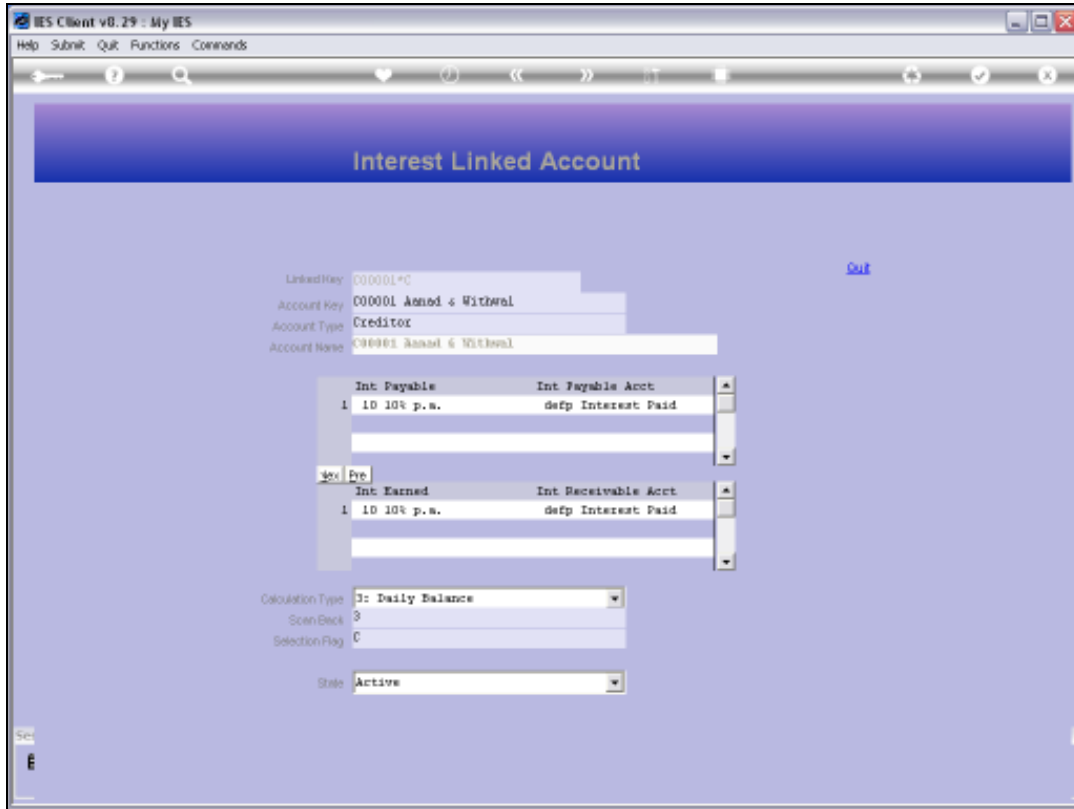 IES Client v8.29 : My IES
Help Submit Quit Functions Commands
Interest Linked Account
Quit
Linked Key C00001*C
Account Key C00001 Annad & Withwal
Account Type Creditor
Account Name C00001 Annad & Withwal
Int Payable Int Payable Acct
1 10 10% p.a. defp Interest Paid
Nex Pre
Int Earned Int Receivable Acct
1 10 10% p.a. defp Interest Paid
Calculation Type 3: Daily Balance
Scan Back 3
Selection Flag C
State Active
Se